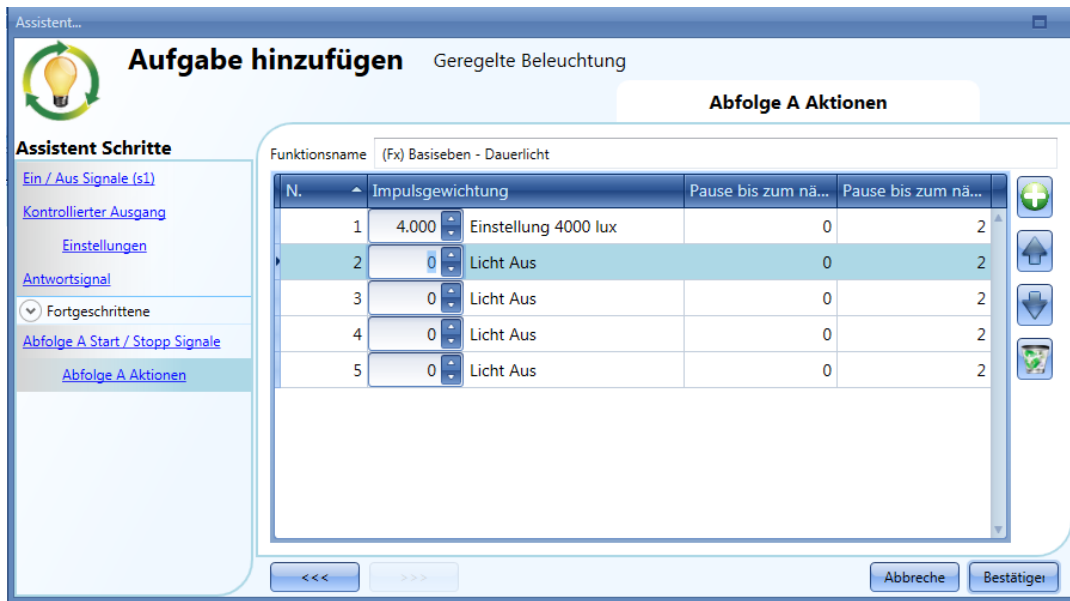 Assistent...
Aufgabe hinzufügen Geregelte Beleuchtung
Abfolge A Aktionen
Assistent Schritte
Ein / Aus Signale (s1)
Kontrollierter Ausgang
Einstellungen
Antwortsignal
Fortgeschrittene
Abfolge A Start / Stopp Signale
Abfolge A Aktionen
Funktionsname (Fx) Basiseben - Dauerlicht
N. Impulsgewichtung Pause bis zum nä... Pause bis zum nä...
1 4.000 Einstellung 4000 lux 0 2
2 0 Licht Aus 0 2
3 0 Licht Aus 0 2
4 0 Licht Aus 0 2
5 0 Licht Aus 0 2
<<< >>> Abbreche Bestätiger